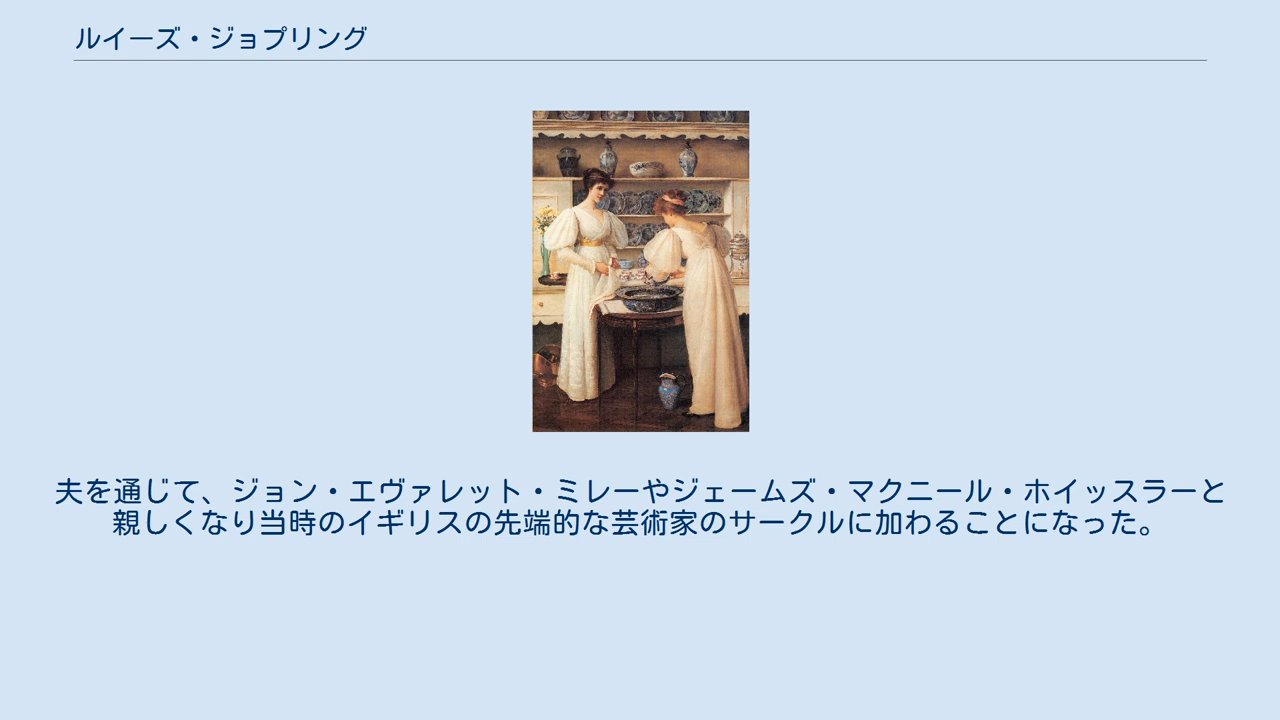 ルイーズ・ジョプリング
夫を通じて、ジョン・エヴァレット・ミレーやジェームズ・マクニール・ホイッスラーと
親しくなり当時のイギリスの先端的な芸術家のサークルに加わることになった。